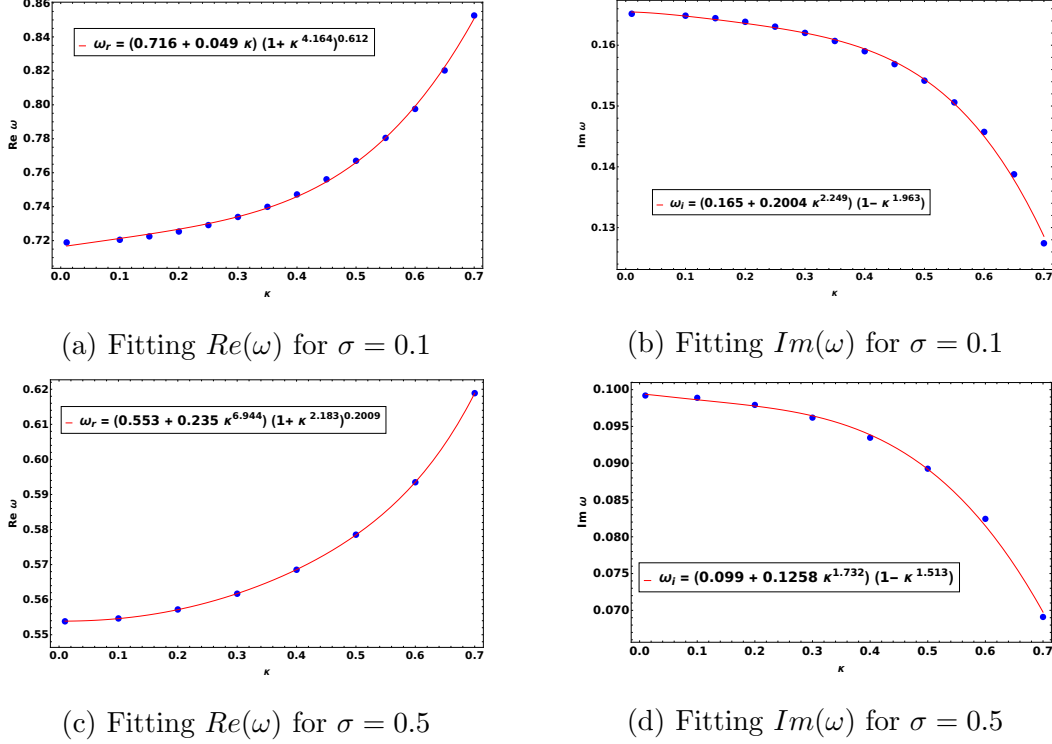 0.86
0.84
0.82
0.80
0.78
0.76
0.74
0.72
Re ω
ω_r = (0.716 + 0.049 κ) (1+ κ^4.164)^0.612
0.0 0.1 0.2 0.3 0.4 0.5 0.6 0.7
κ
(a) Fitting Re(ω) for σ = 0.1
0.16
0.15
0.14
0.13
Im ω
ω_i = (0.165 + 0.2004 κ^2.249) (1− κ^1.963)
0.0 0.1 0.2 0.3 0.4 0.5 0.6 0.7
κ
(b) Fitting Im(ω) for σ = 0.1
0.62
0.61
0.60
0.59
0.58
0.57
0.56
0.55
Re ω
ω_r = (0.553 + 0.235 κ^6.944) (1+ κ^2.183)^0.2009
0.0 0.1 0.2 0.3 0.4 0.5 0.6 0.7
κ
(c) Fitting Re(ω) for σ = 0.5
0.100
0.095
0.090
0.085
0.080
0.075
0.070
Im ω
ω_i = (0.099 + 0.1258 κ^1.732) (1− κ^1.513)
0.0 0.1 0.2 0.3 0.4 0.5 0.6 0.7
κ
(d) Fitting Im(ω) for σ = 0.5